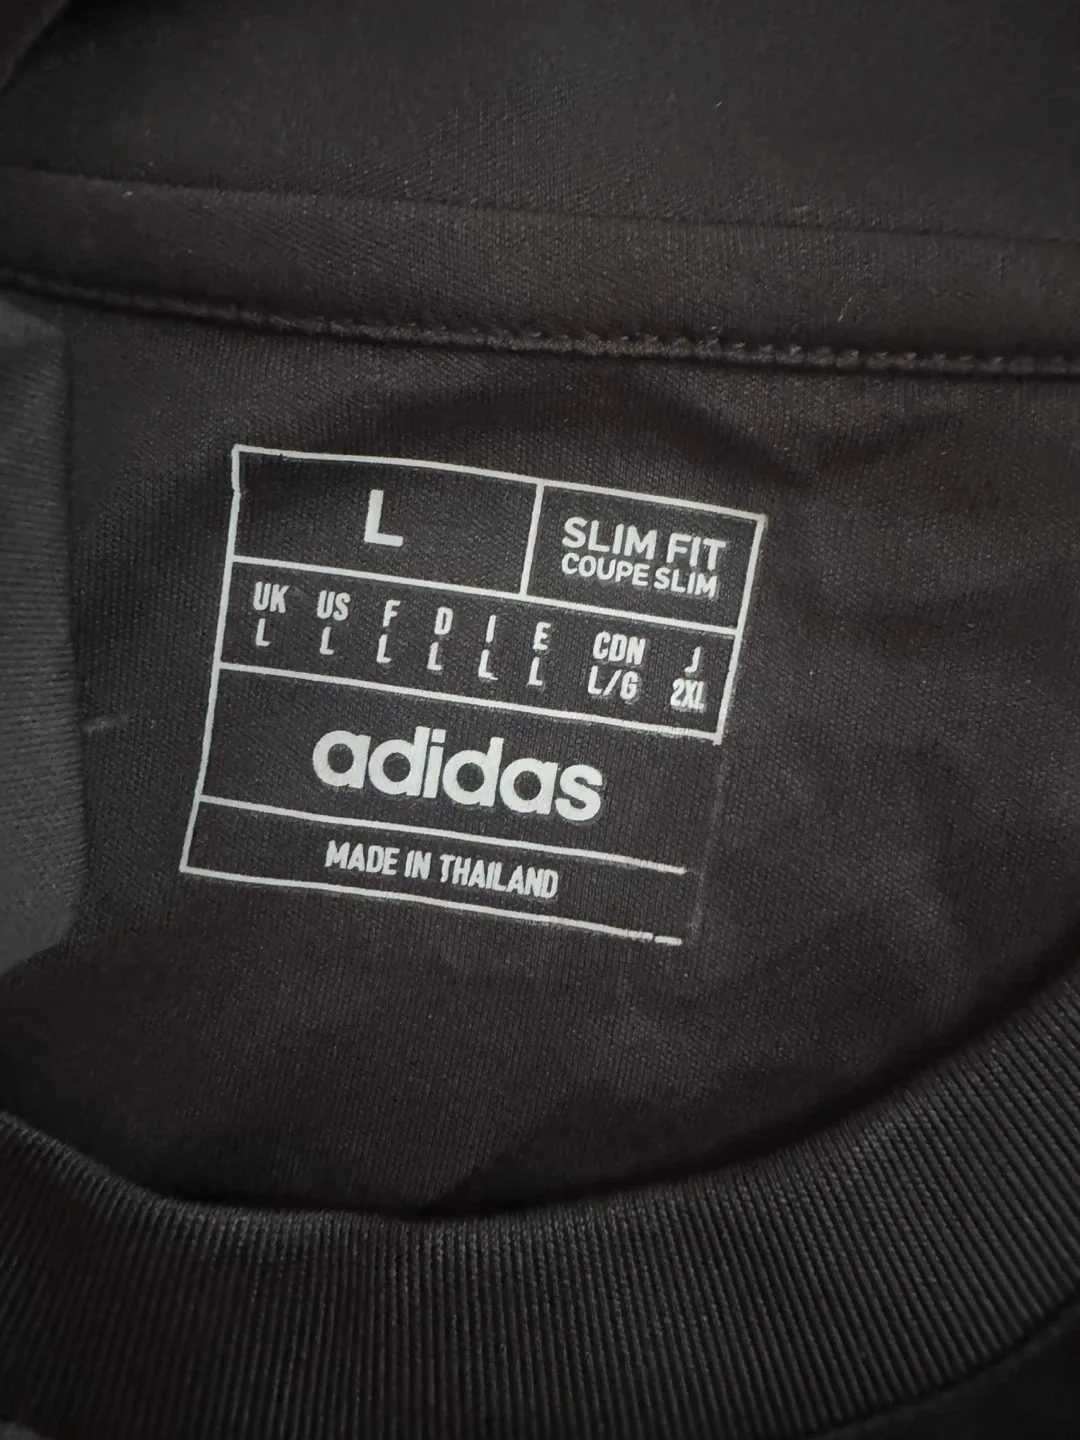 L
SLIM FIT
COUPE SLIM
UK US F D I E CDN J
L L L L L L L/G 2XL
adidas
MADE IN THAILAND